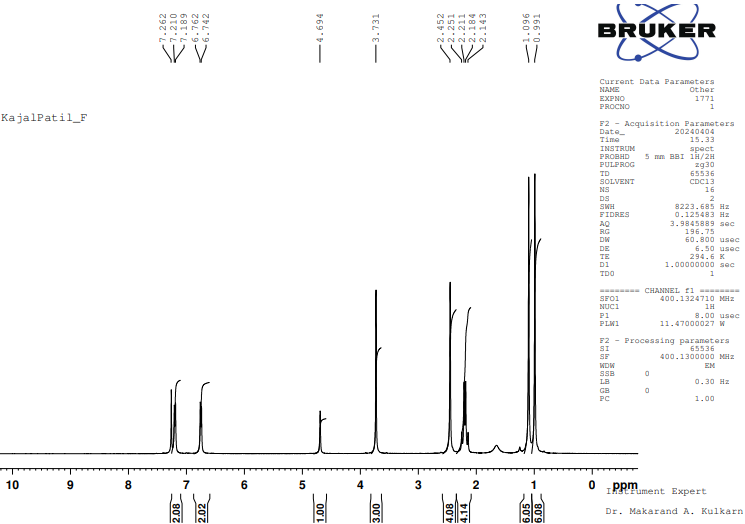 7.262
7.210
7.189
6.762
6.742
4.694
3.731
2.452
2.251
2.211
2.184
2.143
1.096
0.991
BRUKER
KajalPatil_F
Current Data Parameters
NAME Other
EXPNO 1771
PROCNO 1
F2 - Acquisition Parameters
Date_ 20240404
Time 15.33
INSTRUM spect
PROBHD 5 mm BBI 1H/2H
PULPROG zg30
TD 65536
SOLVENT CDCl3
NS 16
DS 2
SWH 8223.685 Hz
FIDRES 0.125483 Hz
AQ 3.9845889 sec
RG 196.75
DW 60.800 usec
DE 6.50 usec
TE 294.6 K
D1 1.00000000 sec
TD0 1
======== CHANNEL f1 ========
SFO1 400.1324710 MHz
NUC1 1H
P1 8.00 usec
PLW1 11.47000027 W
F2 - Processing parameters
SI 65536
SF 400.1300000 MHz
WDW EM
SSB 0
LB 0.30 Hz
GB 0
PC 1.00
10 9 8 7 6 5 4 3 2 1 0 ppm
2.08
2.02
1.00
3.00
4.08
4.14
6.05
6.08
Instrument Expert
Dr. Makarand A. Kulkarn